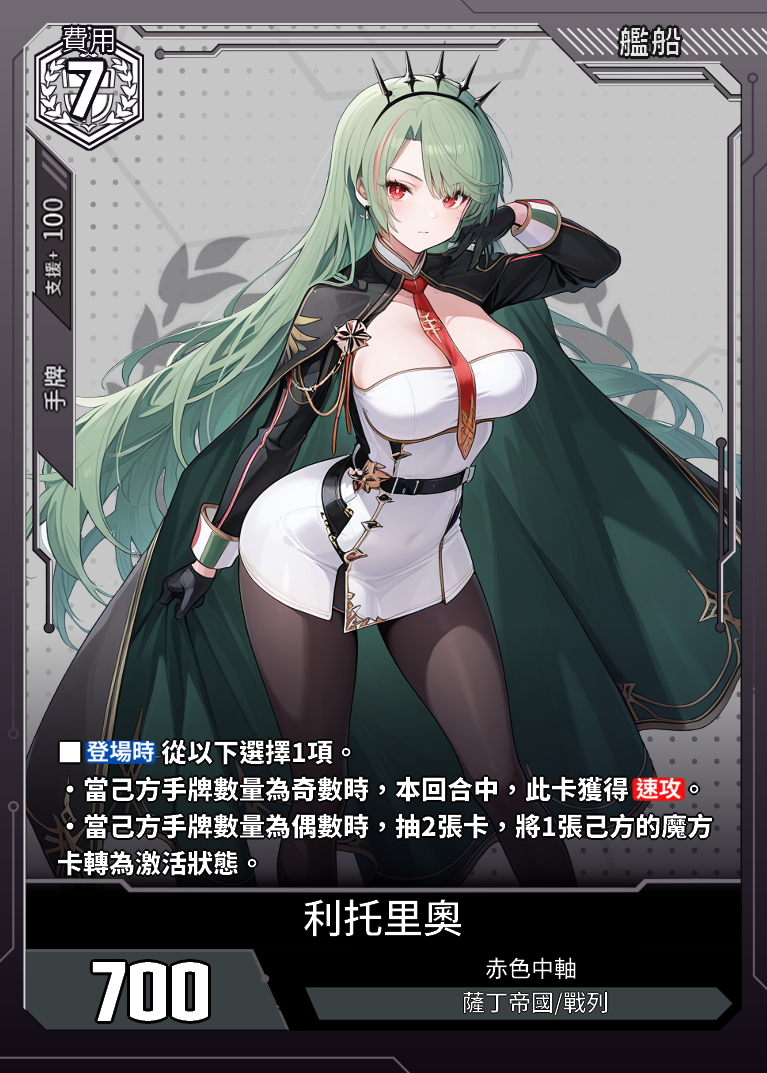 費用
艦船
7
支援+ 100
手牌
■ 登場時 從以下選擇1項。
・當己方手牌數量為奇數時，本回合中，此卡獲得 速攻。
・當己方手牌數量為偶數時，抽2張卡，將1張己方的魔方
卡轉為激活狀態。
利托里奧
700
赤色中軸
薩丁帝國/戰列